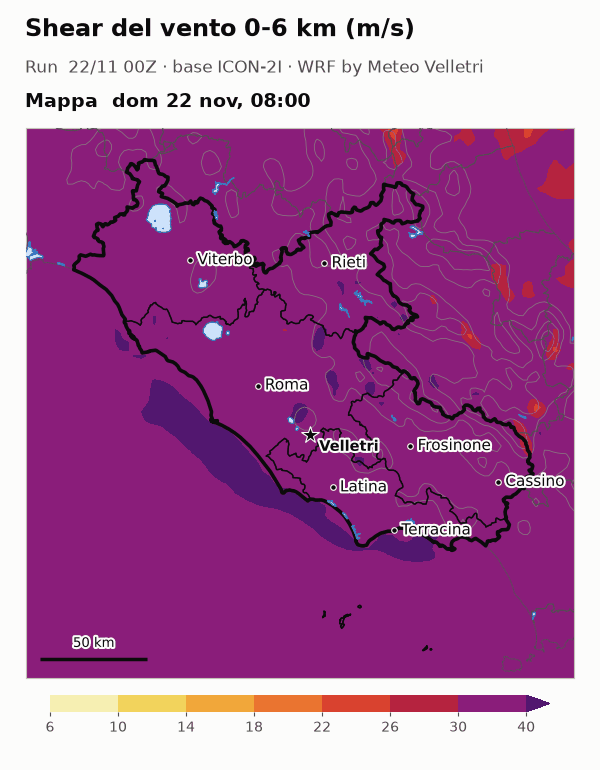 Shear del vento 0-6 km (m/s)
Run 22/11 00Z · base ICON-2I · WRF by Meteo Velletri
Mappa dom 22 nov, 08:00
Viterbo
Rieti
Roma
Velletri
Frosinone
Latina
Cassino
Terracina
50 km
6 10 14 18 22 26 30 40